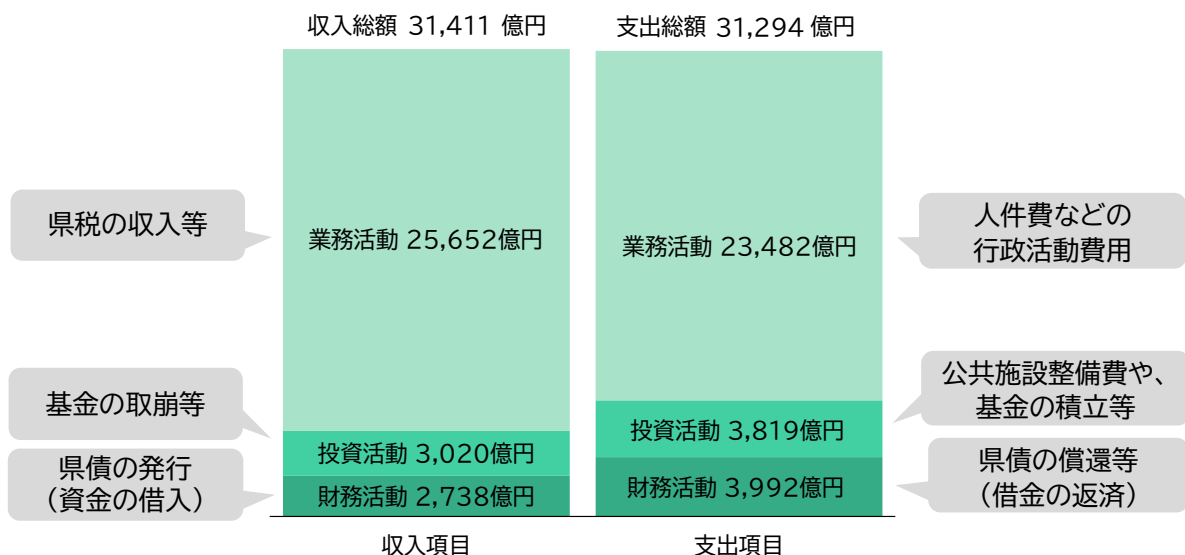 収入総額 31,411 億円
支出総額 31,294 億円
県税の収入等
業務活動 25,652億円
業務活動 23,482億円
人件費などの
行政活動費用
基金の取崩等
投資活動 3,020億円
投資活動 3,819億円
公共施設整備費や、
基金の積立等
県債の発行
（資金の借入）
財務活動 2,738億円
財務活動 3,992億円
県債の償還等
（借金の返済）
収入項目
支出項目